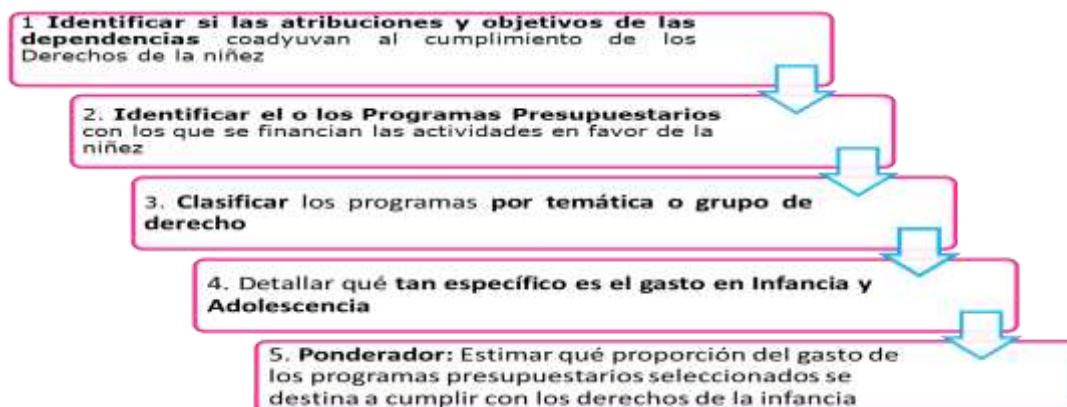 1 Identificar si las atribuciones y objetivos de las
dependencias coadyuvan al cumplimiento de los
Derechos de la niñez
2. Identificar el o los Programas Presupuestarios
con los que se financian las actividades en favor de la
niñez
3. Clasificar los programas por temática o grupo de
derecho
4. Detallar qué tan específico es el gasto en Infancia y
Adolescencia
5. Ponderador: Estimar qué proporción del gasto de
los programas presupuestarios seleccionados se
destina a cumplir con los derechos de la infancia